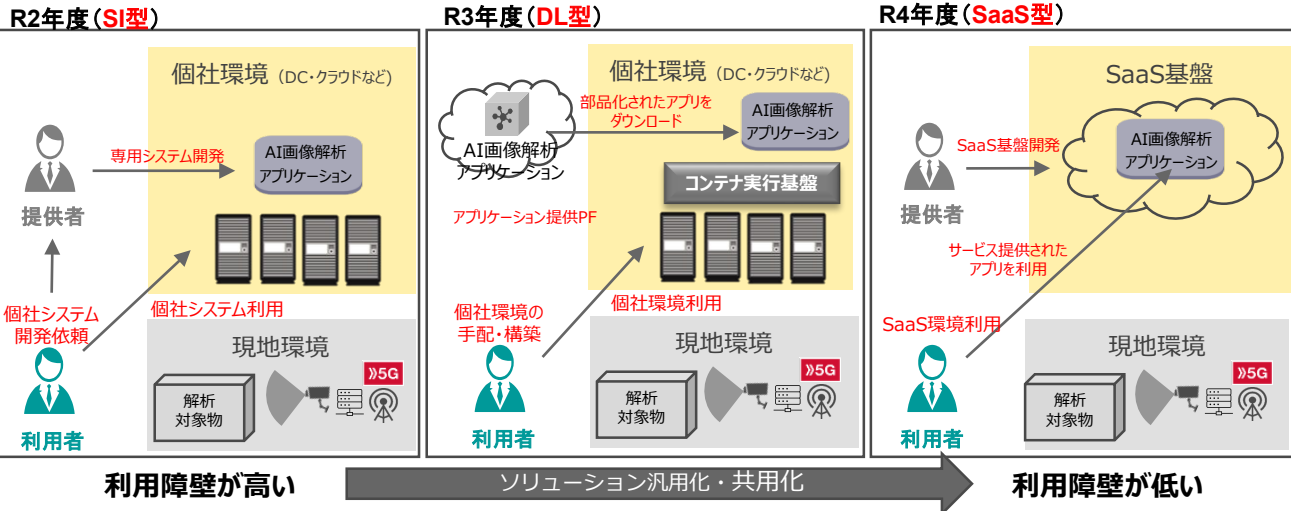 R2年度（SI型）
個社環境（DC・クラウドなど）
専用システム開発
AI画像解析
アプリケーション
提供者
個社システム
開発依頼
個社システム利用
利用者
現地環境
解析
対象物
5G
R3年度（DL型）
個社環境（DC・クラウドなど）
AI画像解析
アプリケーション
部品化されたアプリを
ダウンロード
AI画像解析
アプリケーション
コンテナ実行基盤
アプリケーション提供PF
個社環境の
手配・構築
個社環境利用
利用者
現地環境
解析
対象物
5G
R4年度（SaaS型）
SaaS基盤
SaaS基盤開発
AI画像解析
アプリケーション
提供者
サービス提供された
アプリを利用
SaaS環境利用
利用者
現地環境
解析
対象物
5G
利用障壁が高い
ソリューション汎用化・共用化
利用障壁が低い